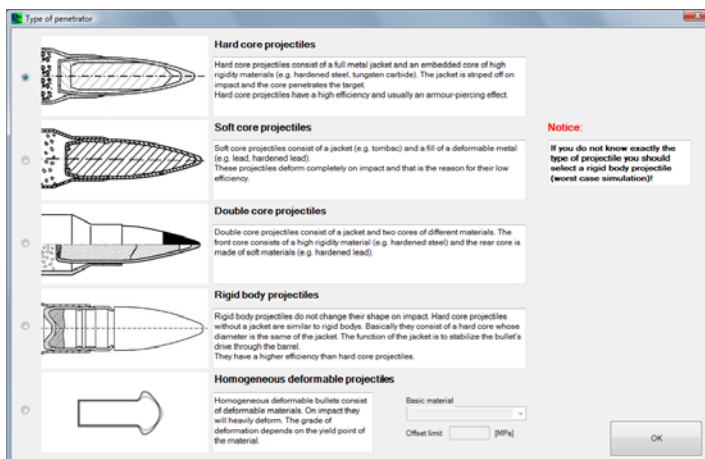 Type of penetrator
Hard core projectiles
Hard core projectiles consist of a full metal jacket and an embedded core of high
rigidity materials (e.g. hardened steel, tungsten carbide). The jacket is striped off on
impact and the core penetrates the target.
Hard core projectiles have a high efficiency and usually an armour-piercing effect.
Soft core projectiles
Soft core projectiles consist of a jacket (e.g. tombac) and a fill of a deformable metal
(e.g. lead, hardened lead).
These projectiles deform completely on impact and that is the reason for their low
efficiency.
Notice:
If you do not know exactly the
type of projectile you should
select a rigid body projectile
(worst case simulation)!
Double core projectiles
Double core projectiles consist of a jacket and two cores of different materials. The
front core consists of a high rigidity material (e.g. hardened steel) and the rear core is
made of soft materials (e.g. hardened lead).
Rigid body projectiles
Rigid body projectiles do not change their shape on impact. Hard core projectiles
without a jacket are similar to rigid bodys. Basically they consist of a hard core whose
diameter is the same of the jacket. The function of the jacket is to stabilize the bullet's
drive through the barrel.
They have a higher efficiency than hard core projectiles.
Homogeneous deformable projectiles
Homogeneous deformable bullets consist
of deformable materials. On impact they
will heavily deform. The grade of
deformation depends on the yield point of
the material.
Basic material
Offset limit [MPa]
OK